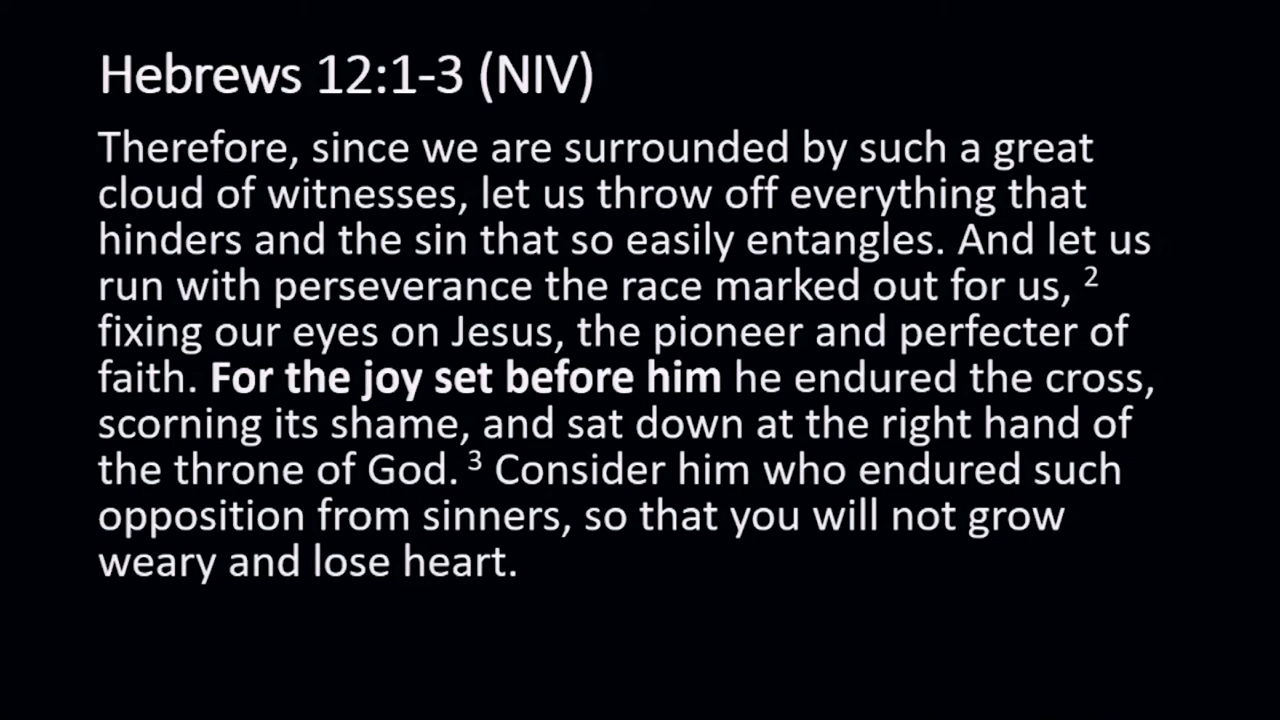 Hebrews 12:1-3 (NIV)
Therefore, since we are surrounded by such a great
cloud of witnesses, let us throw off everything that
hinders and the sin that so easily entangles. And let us
run with perseverance the race marked out for us, ²
fixing our eyes on Jesus, the pioneer and perfecter of
faith. For the joy set before him he endured the cross,
scorning its shame, and sat down at the right hand of
the throne of God. ³ Consider him who endured such
opposition from sinners, so that you will not grow
weary and lose heart.